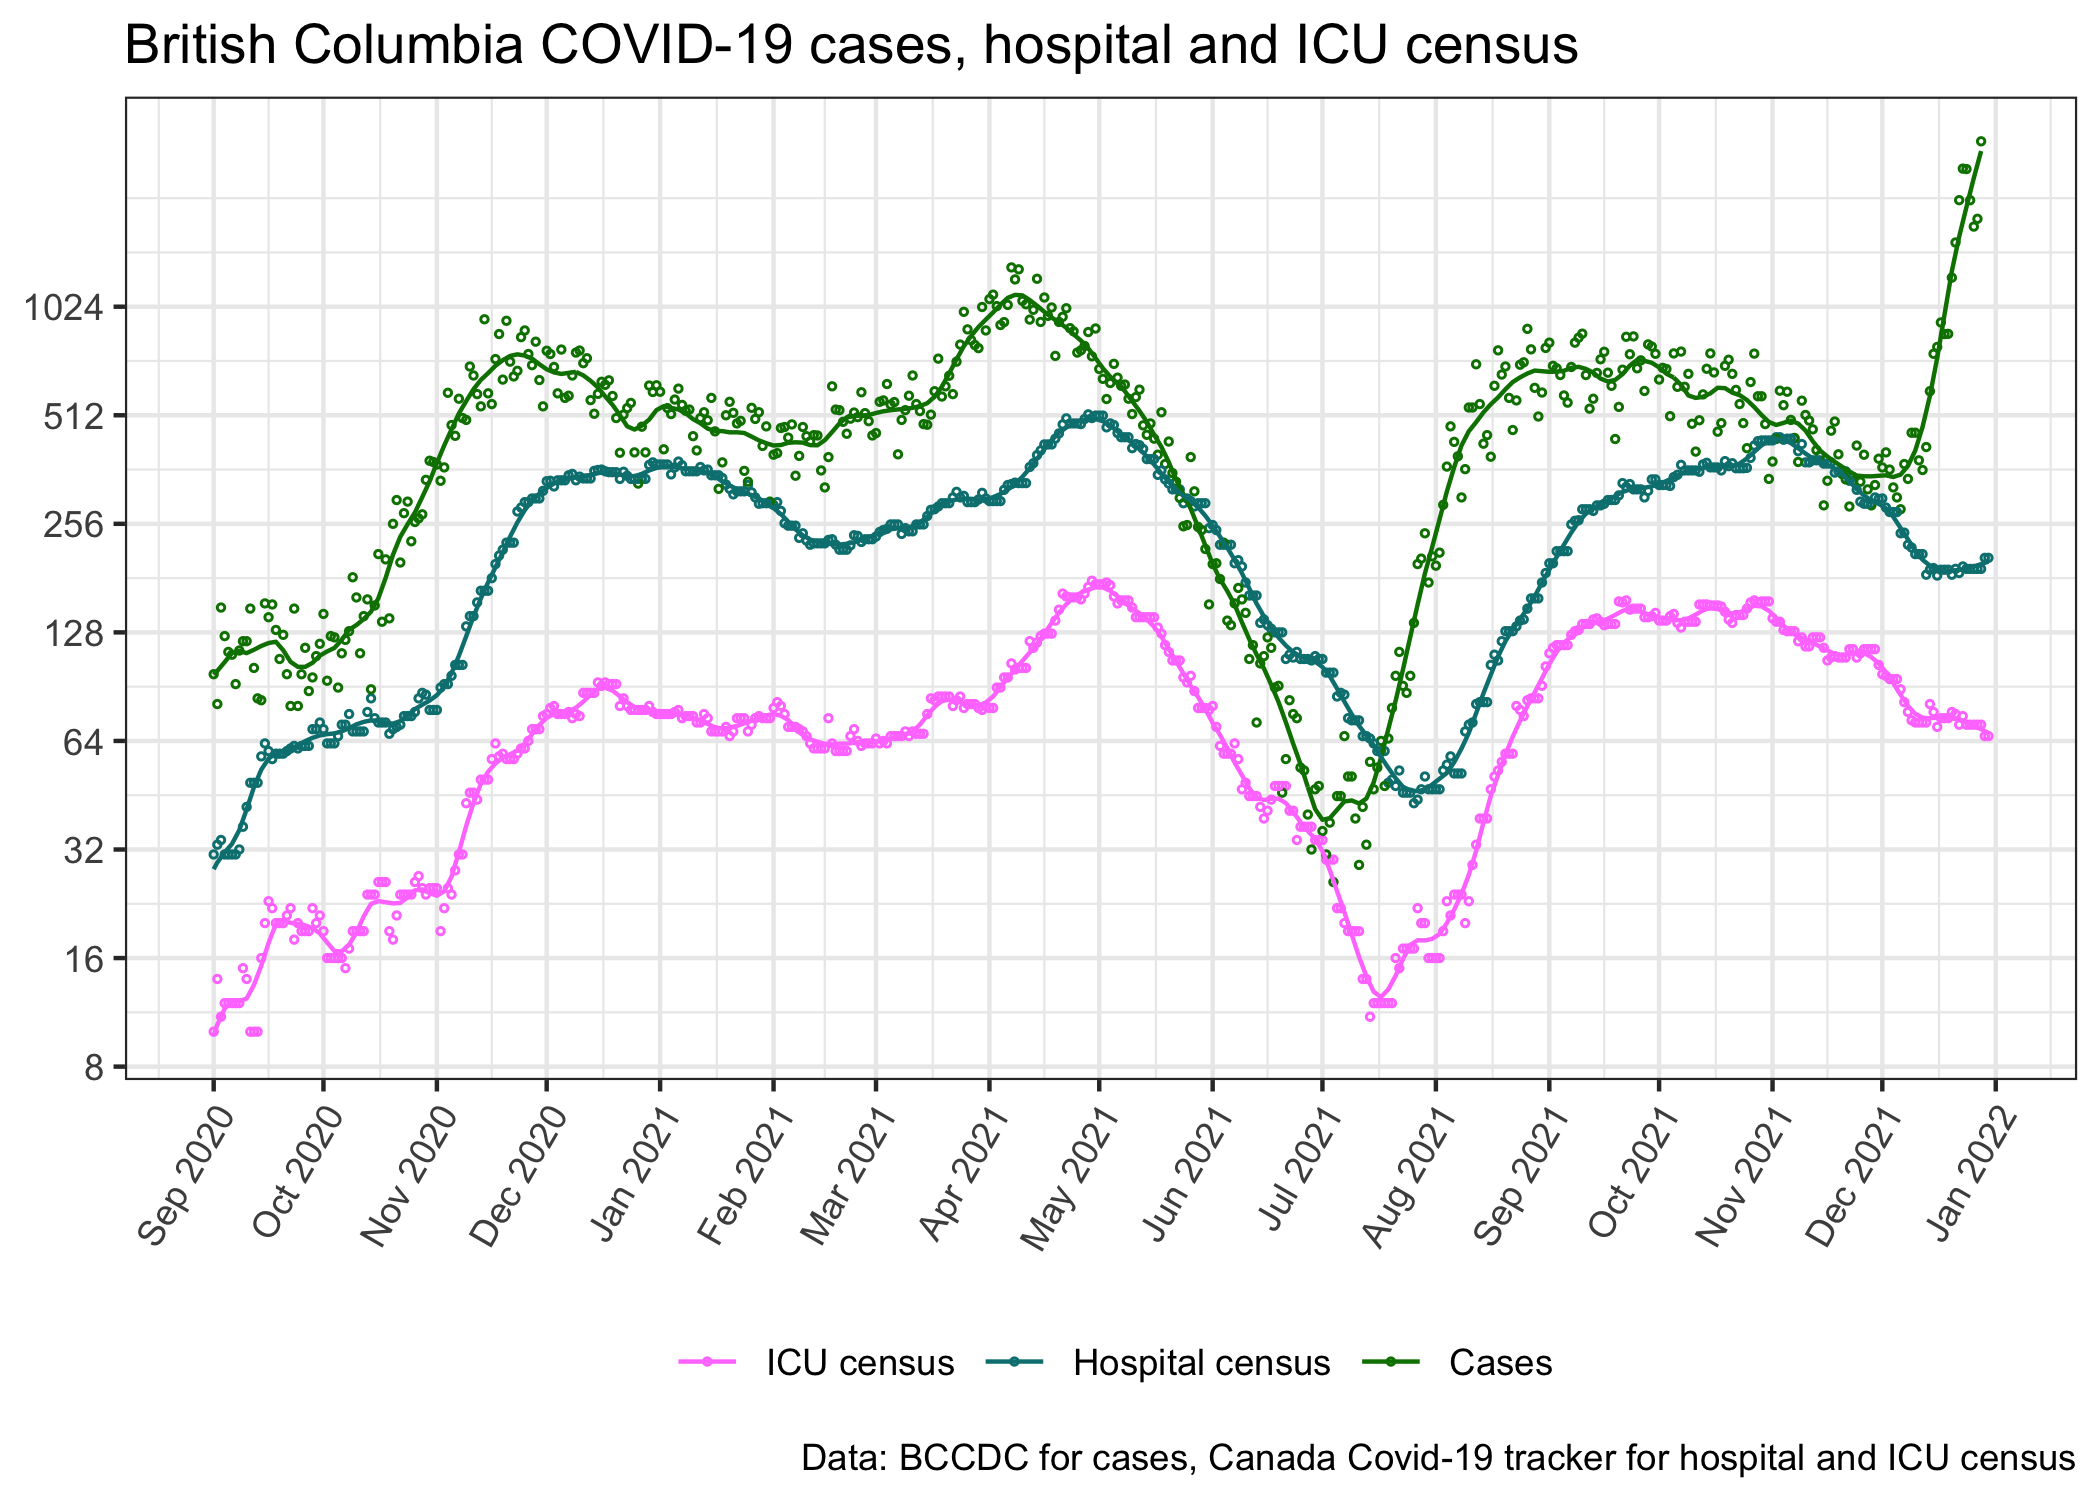 British Columbia COVID-19 cases, hospital and ICU census
1024
512
256
128
64
32
16
8
Sep 2020
Oct 2020
Nov 2020
Dec 2020
Jan 2021
Feb 2021
Mar 2021
Apr 2021
May 2021
Jun 2021
Jul 2021
Aug 2021
Sep 2021
Oct 2021
Nov 2021
Dec 2021
Jan 2022
ICU census Hospital census Cases
Data: BCCDC for cases, Canada Covid-19 tracker for hospital and ICU census